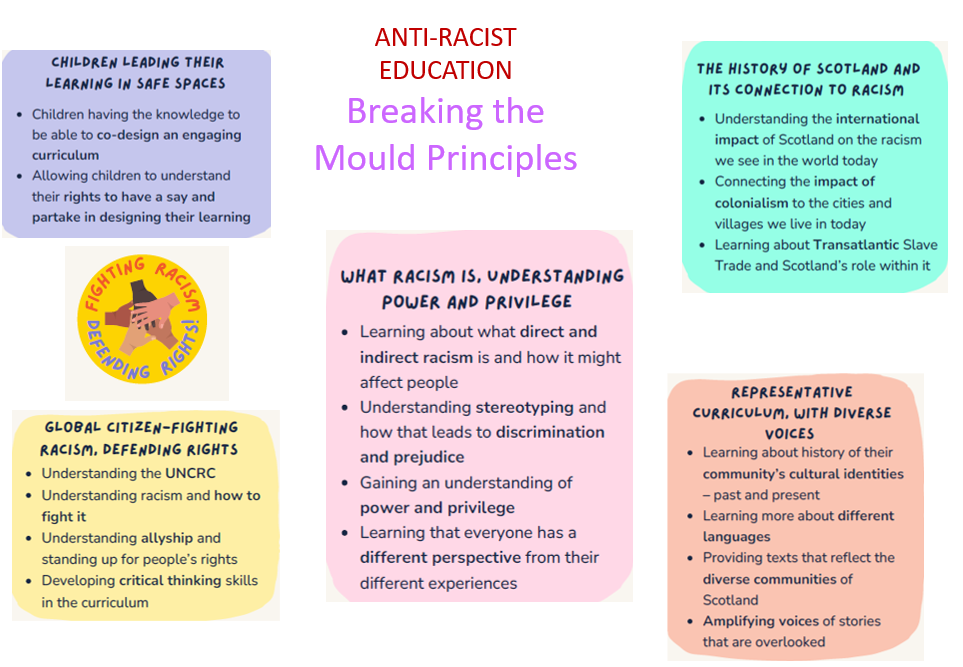 ANTI-RACIST
EDUCATION
Breaking the
Mould Principles
CHILDREN LEADING THEIR
LEARNING IN SAFE SPACES
• Children having the knowledge to
be able to co-design an engaging
curriculum
• Allowing children to understand
their rights to have a say and
partake in designing their learning
FIGHTING RACISM
DEFENDING RIGHTS!
GLOBAL CITIZEN-FIGHTING
RACISM, DEFENDING RIGHTS
• Understanding the UNCRC
• Understanding racism and how to
fight it
• Understanding allyship and
standing up for people's rights
• Developing critical thinking skills
in the curriculum
WHAT RACISM IS, UNDERSTANDING
POWER AND PRIVILEGE
• Learning about what direct and
indirect racism is and how it might
affect people
• Understanding stereotyping and
how that leads to discrimination
and prejudice
• Gaining an understanding of
power and privilege
• Learning that everyone has a
different perspective from their
different experiences
THE HISTORY OF SCOTLAND AND
ITS CONNECTION TO RACISM
• Understanding the international
impact of Scotland on the racism
we see in the world today
• Connecting the impact of
colonialism to the cities and
villages we live in today
• Learning about Transatlantic Slave
Trade and Scotland's role within it
REPRESENTATIVE
CURRICULUM, WITH DIVERSE
VOICES
• Learning about history of their
community's cultural identities
– past and present
• Learning more about different
languages
• Providing texts that reflect the
diverse communities of
Scotland
• Amplifying voices of stories
that are overlooked